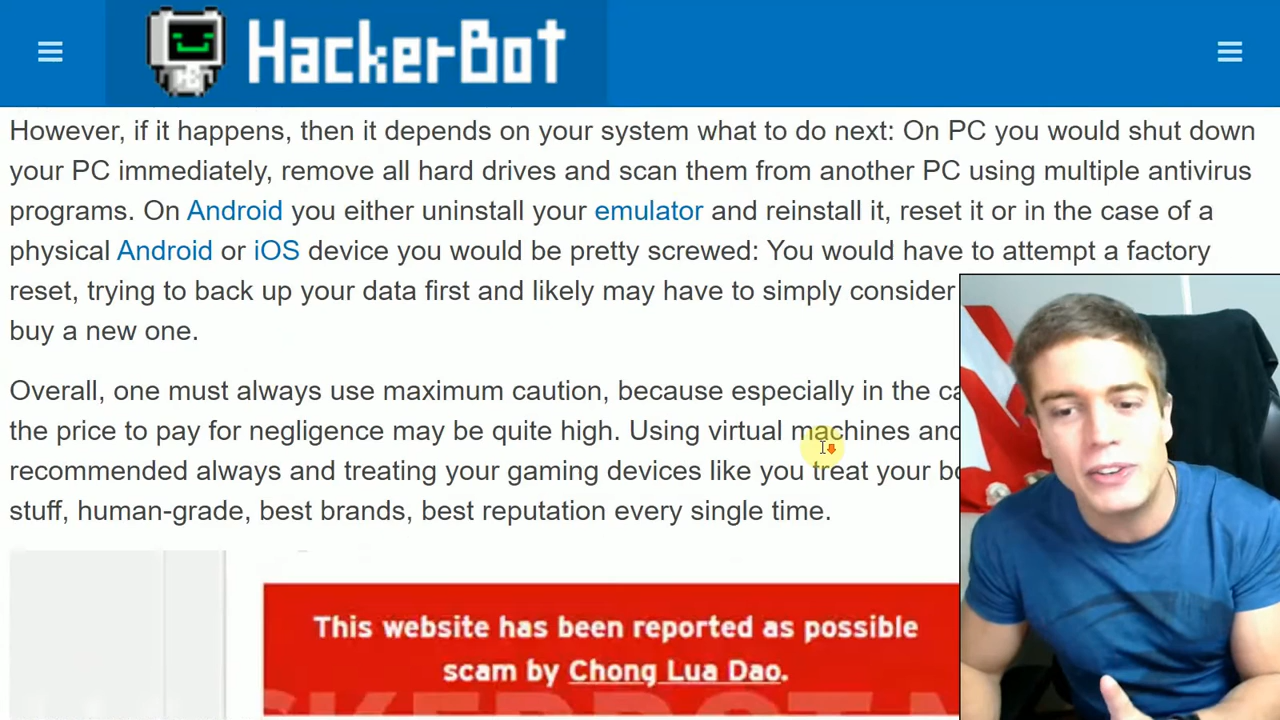 HackerBot
However, if it happens, then it depends on your system what to do next: On PC you would shut down
your PC immediately, remove all hard drives and scan them from another PC using multiple antivirus
programs. On Android you either uninstall your emulator and reinstall it, reset it or in the case of a
physical Android or iOS device you would be pretty screwed: You would have to attempt a factory
reset, trying to back up your data first and likely may have to simply consider
buy a new one.
Overall, one must always use maximum caution, because especially in the ca
the price to pay for negligence may be quite high. Using virtual machines and
recommended always and treating your gaming devices like you treat your bo
stuff, human-grade, best brands, best reputation every single time.
This website has been reported as possible
scam by Chong Lua Dao.